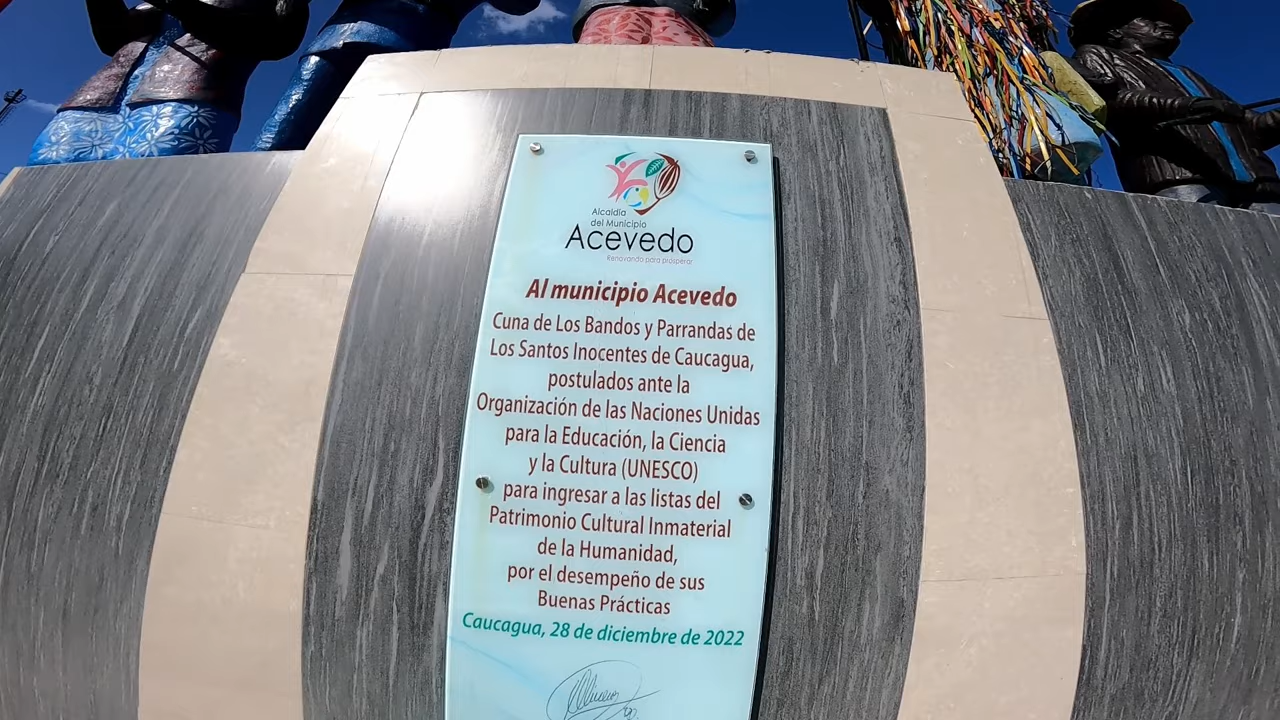 Alcaldía
del Municipio
Acevedo
Renovando para prosperar
Al municipio Acevedo
Cuna de Los Bandos y Parrandas de
Los Santos Inocentes de Caucagua,
postulados ante la
Organización de las Naciones Unidas
para la Educación, la Ciencia
y la Cultura (UNESCO)
para ingresar a las listas del
Patrimonio Cultural Inmaterial
de la Humanidad,
por el desempeño de sus
Buenas Prácticas
Caucagua, 28 de diciembre de 2022